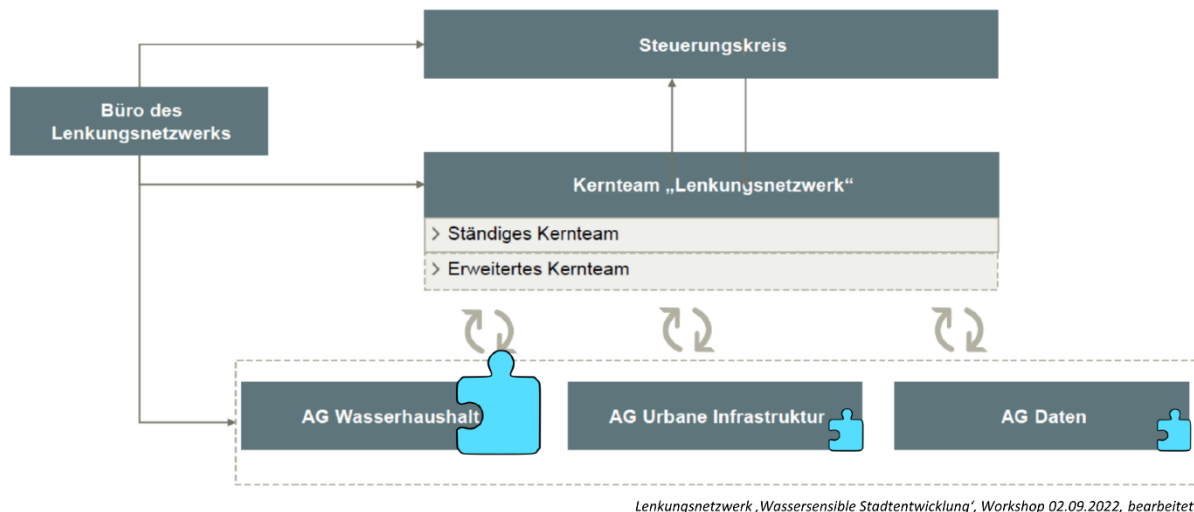 Steuerungskreis
Büro des
Lenkungsnetzwerks
Kernteam „Lenkungsnetzwerk“
> Ständiges Kernteam
> Erweitertes Kernteam
AG Wasserhaushalt
AG Urbane Infrastruktur
AG Daten
Lenkungsnetzwerk ‚Wassersensible Stadtentwicklung‘, Workshop 02.09.2022, bearbeitet